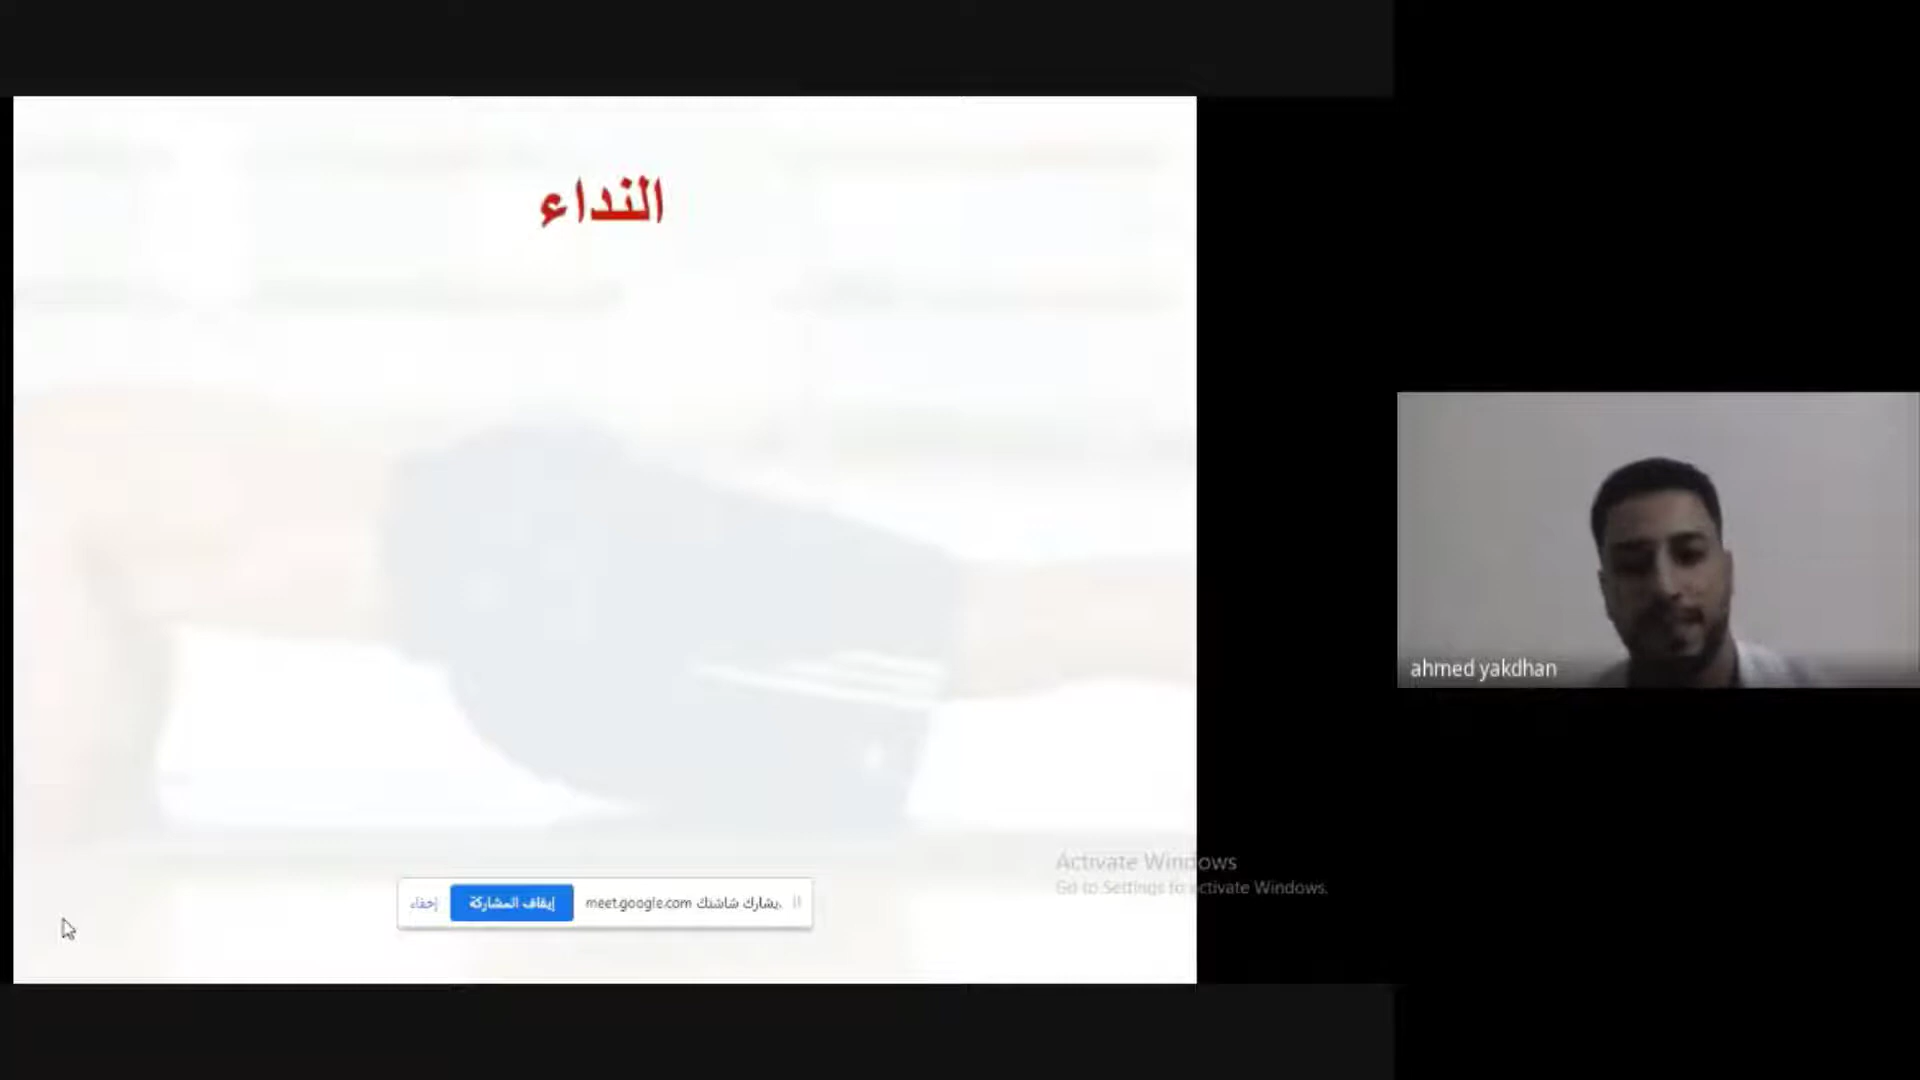 النداء
ahmed yakdhan
Activate Windows
Go to Settings to activate Windows.
يشارك شاشتك meet.google.com.
إيقاف المشاركة
إخفاء